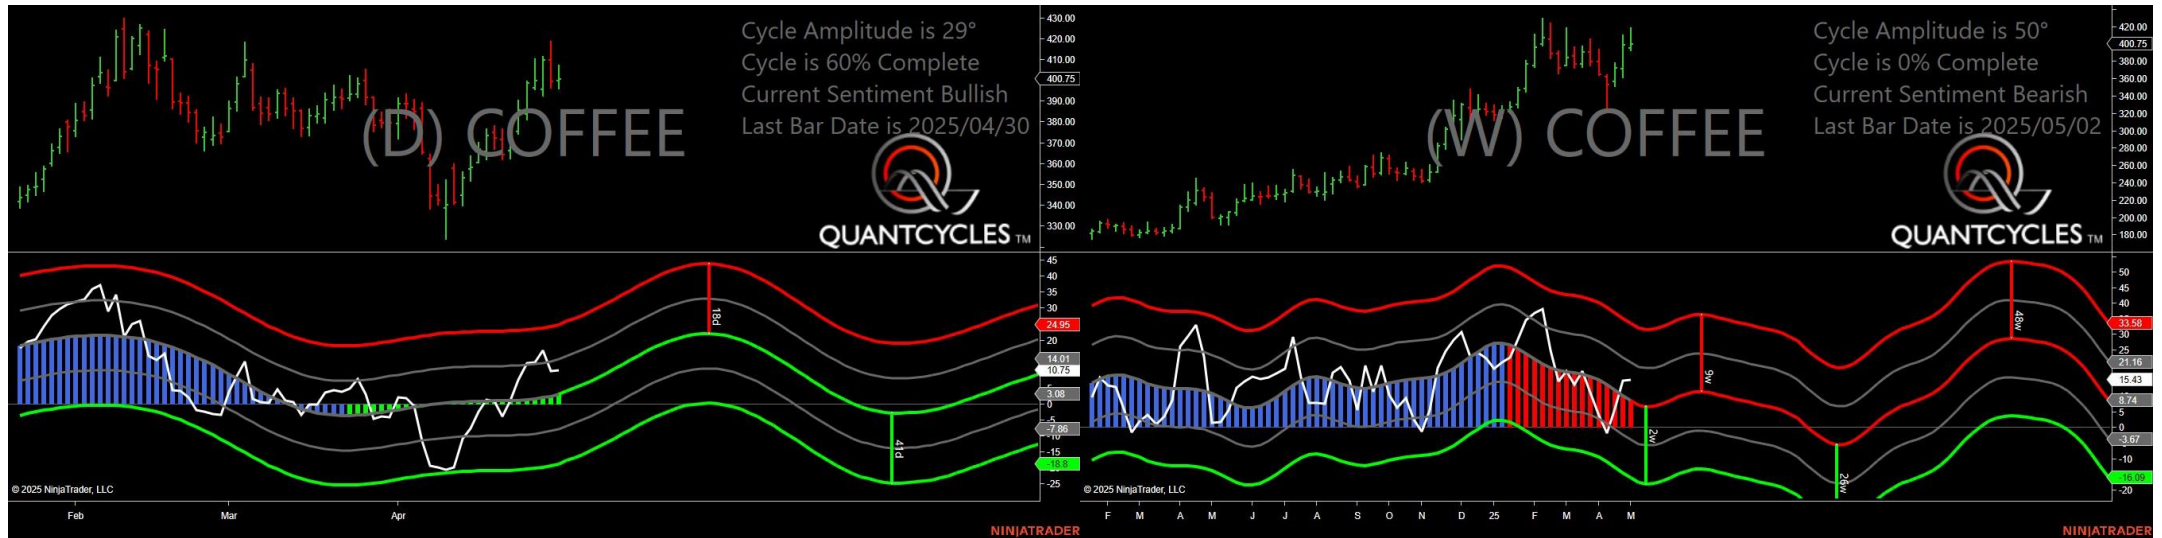 Cycle Amplitude is 29°
Cycle is 60% Complete
Current Sentiment Bullish
Last Bar Date is 2025/04/30
(D) COFFEE
QUANTCYCLES TM
430.00
420.00
410.00
400.75
390.00
380.00
370.00
360.00
350.00
340.00
330.00
45
40
35
30
24.95
20
14.01
10.75
5
3.08
0
-5
-7.86
-10
-15
-18.8
-25
18d
41d
© 2025 NinjaTrader, LLC
Feb Mar Apr
NINJATRADER
Cycle Amplitude is 50°
Cycle is 0% Complete
Current Sentiment Bearish
Last Bar Date is 2025/05/02
(W) COFFEE
QUANTCYCLES TM
420.00
400.75
380.00
360.00
340.00
320.00
300.00
280.00
260.00
240.00
220.00
200.00
180.00
50
45
40
33.58
30
25
21.16
15.43
8.74
5
0
-3.67
-10
-16.09
-20
9w
48w
2w
26w
© 2025 NinjaTrader, LLC
F M A M J J A S O N D 25 F M A M
NINJATRADER